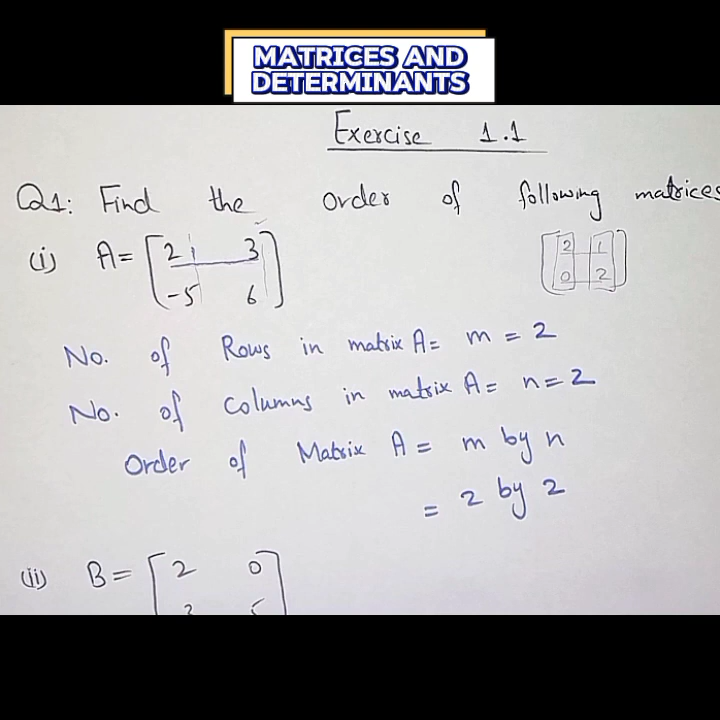 MATRICES AND
DETERMINANTS
Exercise 1.1
Q1: Find the order of following matrices
(i) A = [ 2 3
-5 6 ]
[ 2 1
0 2 ]
No. of Rows in matrix A = m = 2
No. of Columns in matrix A = n = 2
Order of Matrix A = m by n
= 2 by 2
(ii) B = [ 2 0 ]